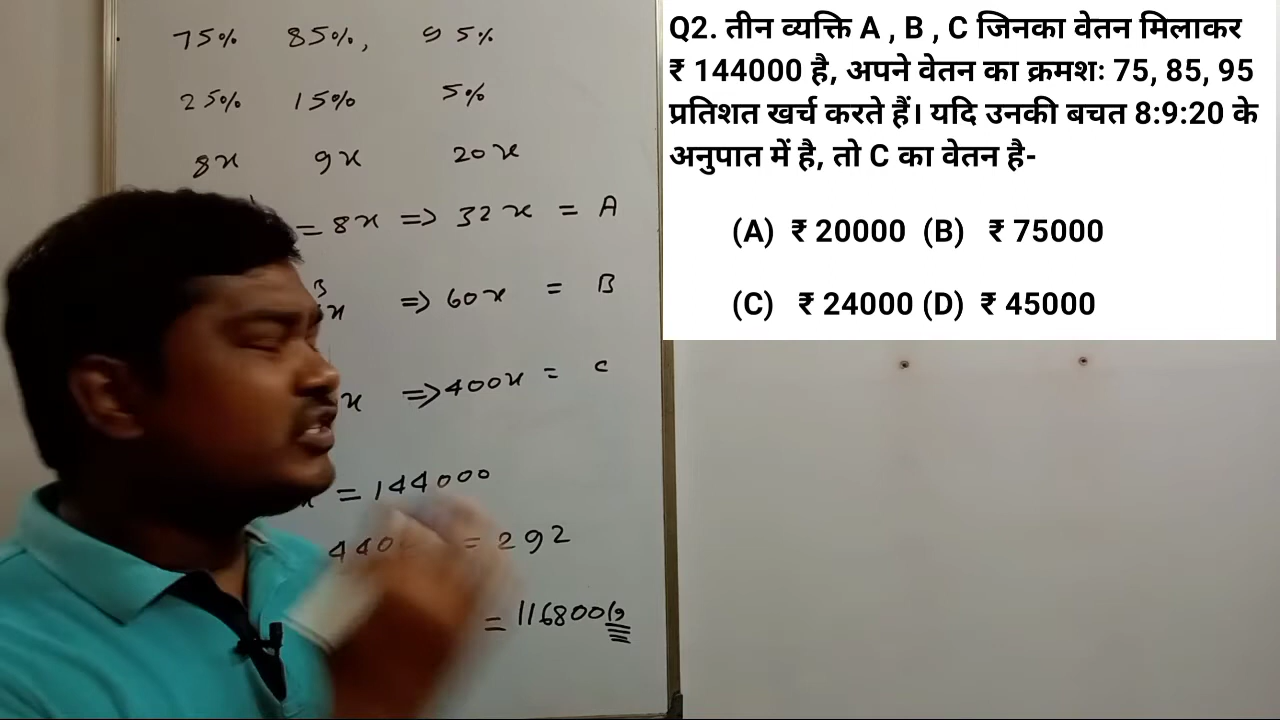 75% 85%, 95%
25% 15% 5%
8x 9x 20x
= 8x => 32x = A
B
x => 60x = B
x => 400x = C
= 144000
= 292
= 116800
Q2. तीन व्यक्ति A , B , C जिनका वेतन मिलाकर
₹ 144000 है, अपने वेतन का क्रमशः 75, 85, 95
प्रतिशत खर्च करते हैं। यदि उनकी बचत 8:9:20 के
अनुपात में है, तो C का वेतन है-
(A) ₹ 20000 (B) ₹ 75000
(C) ₹ 24000 (D) ₹ 45000